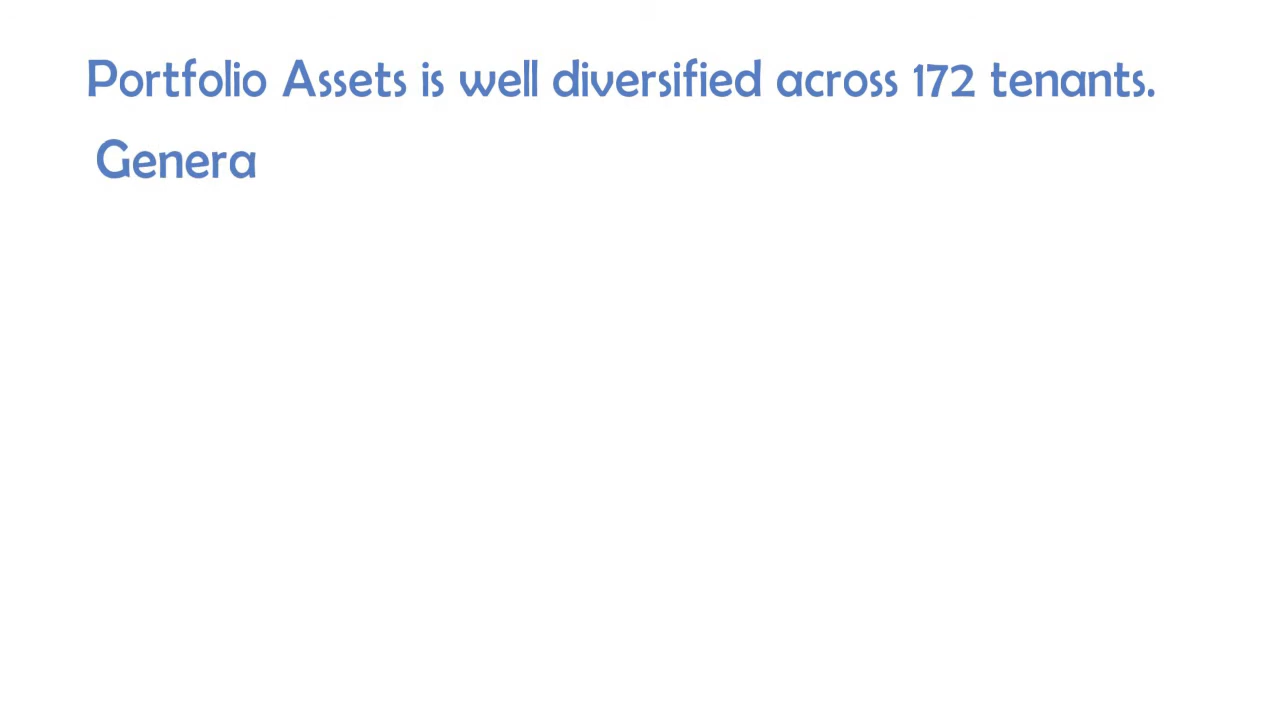 Portfolio Assets is well diversified across 172 tenants.
Genera